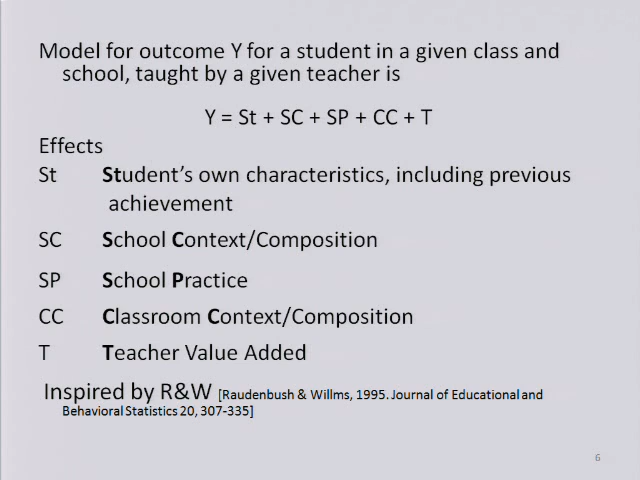 Model for outcome Y for a student in a given class and
school, taught by a given teacher is
Y = St + SC + SP + CC + T
Effects
St Student's own characteristics, including previous
achievement
SC School Context/Composition
SP School Practice
CC Classroom Context/Composition
T Teacher Value Added
Inspired by R&W [Raudenbush & Willms, 1995. Journal of Educational and
Behavioral Statistics 20, 307-335]
6